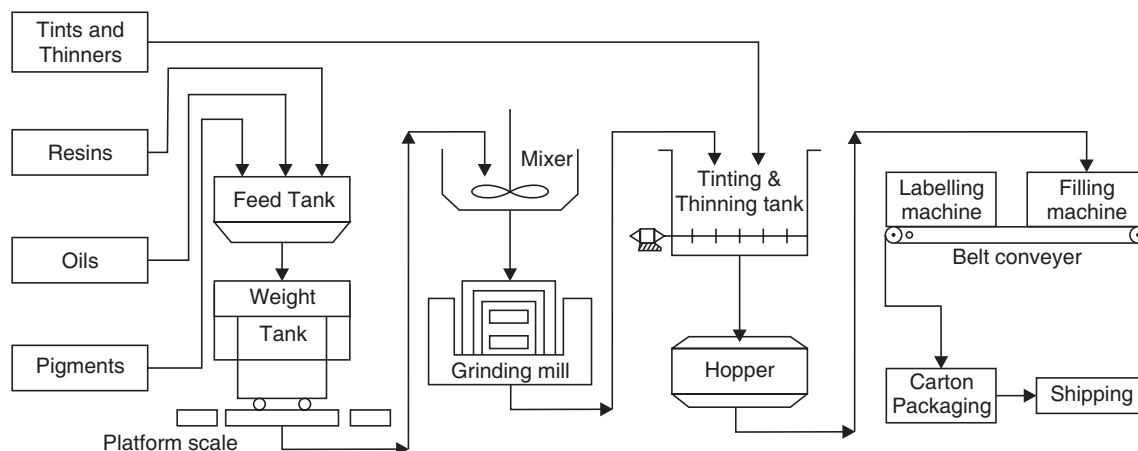 Tints and
Thinners
Resins
Oils
Pigments
Feed Tank
Weight
Tank
Platform scale
Mixer
Grinding mill
Tinting &
Thinning tank
Hopper
Labelling
machine
Filling
machine
Belt conveyer
Carton
Packaging
Shipping